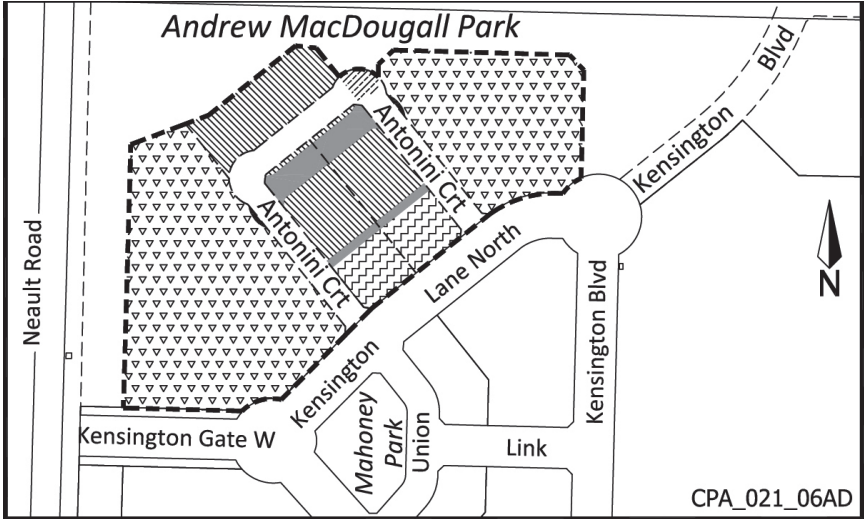 Andrew MacDougall Park
Blvd
Kensington
Antonini Crt
Antonini Crt
Lane North
Kensington
Neault Road
N
Kensington Blvd
Kensington Gate W
Mahoney
Park
Union
Link
CPA_021_06AD